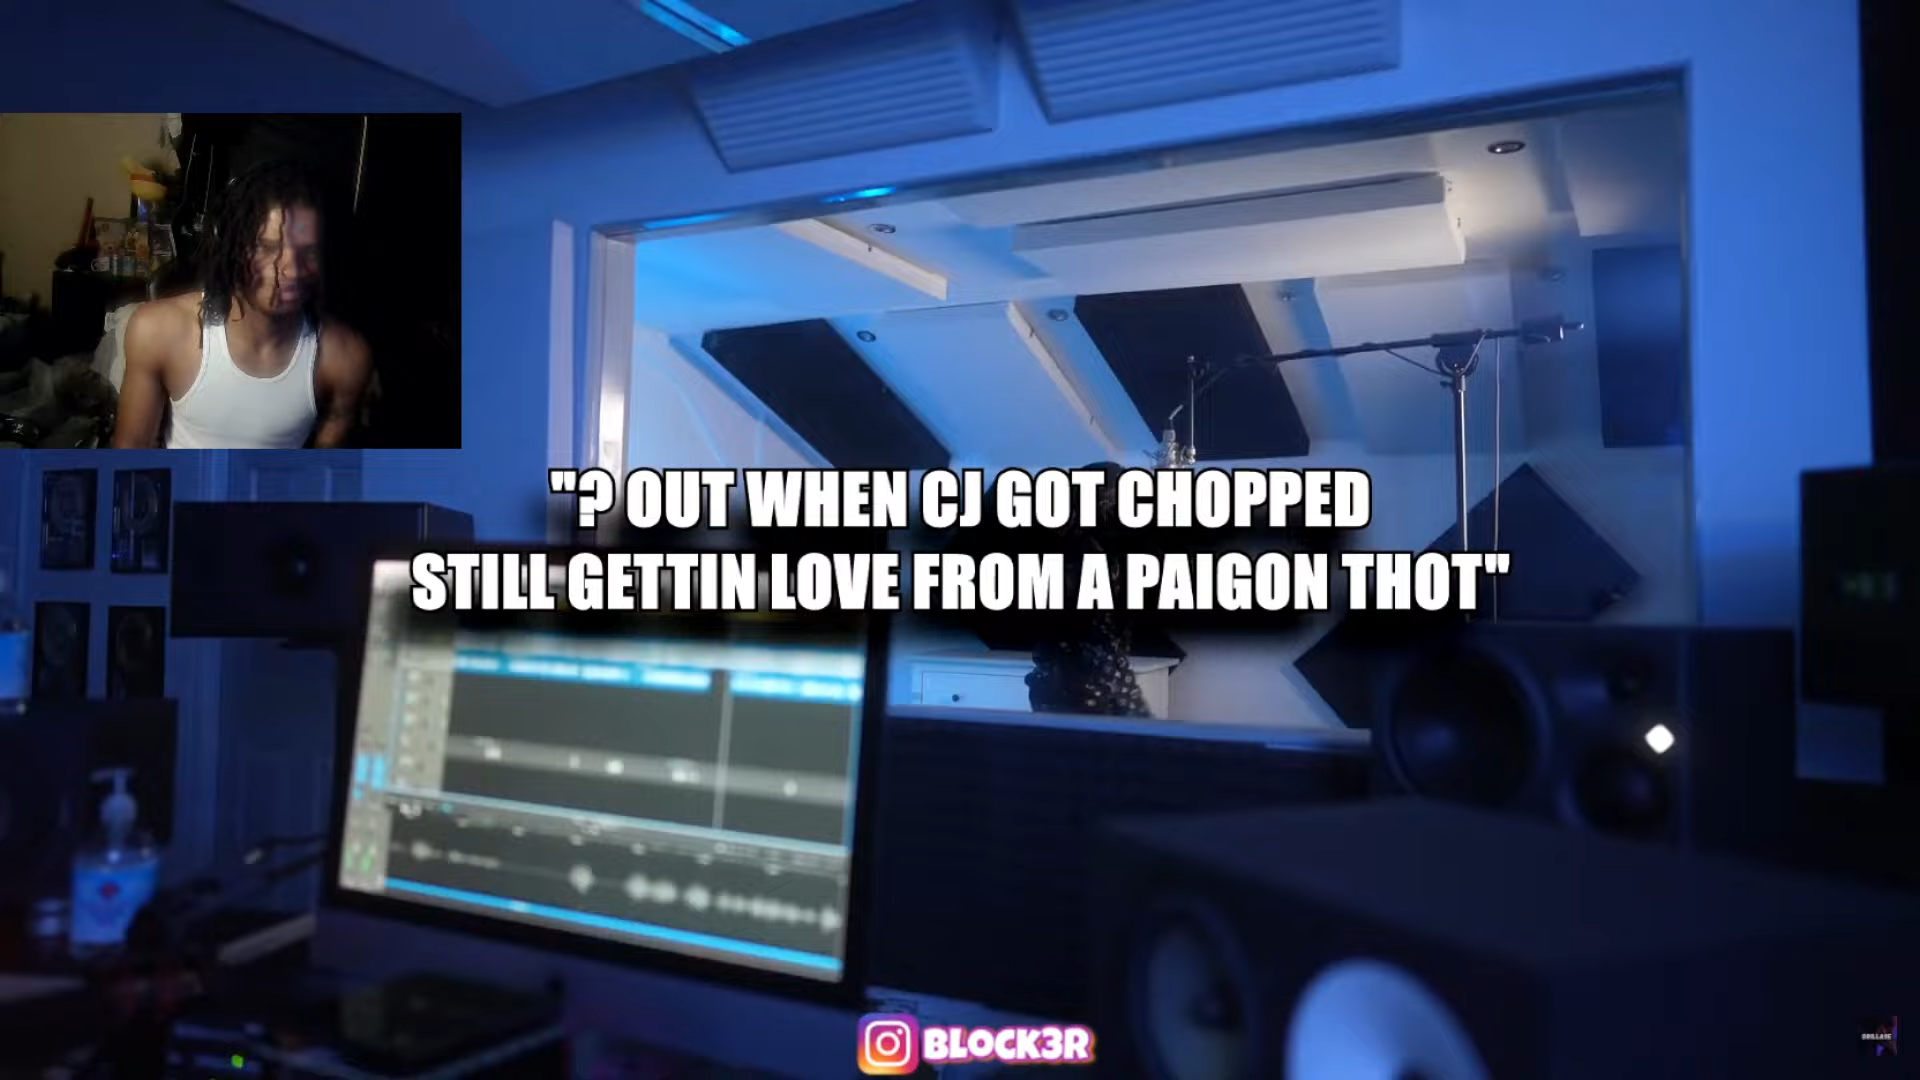 "? OUT WHEN CJ GOT CHOPPED
STILL GETTIN LOVE FROM A PAIGON THOT"
BLOCK3R